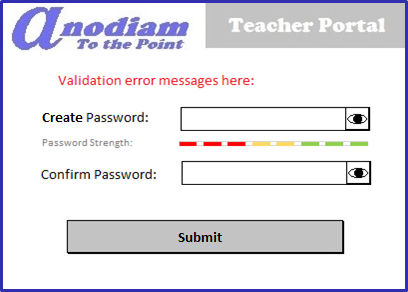 anodiam
To the Point
Teacher Portal
Validation error messages here:
Create Password:
Password Strength:
Confirm Password:
Submit